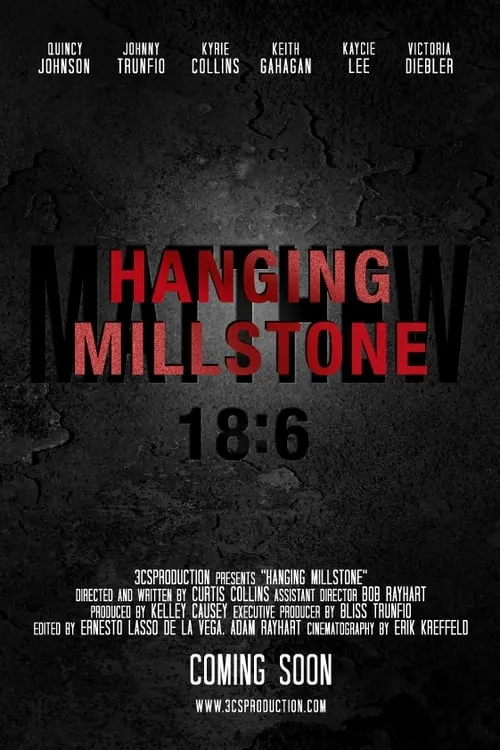 QUINCY JOHNSON
JOHNNY TRUNFIO
KYRIE COLLINS
KEITH GAHAGAN
KAYCIE LEE
VICTORIA DIEBLER
MATTHEW
HANGING
MILLSTONE
18:6
3CSPRODUCTION PRESENTS "HANGING MILLSTONE"
DIRECTED AND WRITTEN BY CURTIS COLLINS ASSISTANT DIRECTOR BOB RAYHART
PRODUCED BY KELLEY CAUSEY EXECUTIVE PRODUCER BY BLISS TRUNFIO
EDITED BY ERNESTO LASSO DE LA VEGA, ADAM RAYHART CINEMATOGRAPHY BY ERIK KREFFELD
COMING SOON
WWW.3CSPRODUCTION.COM